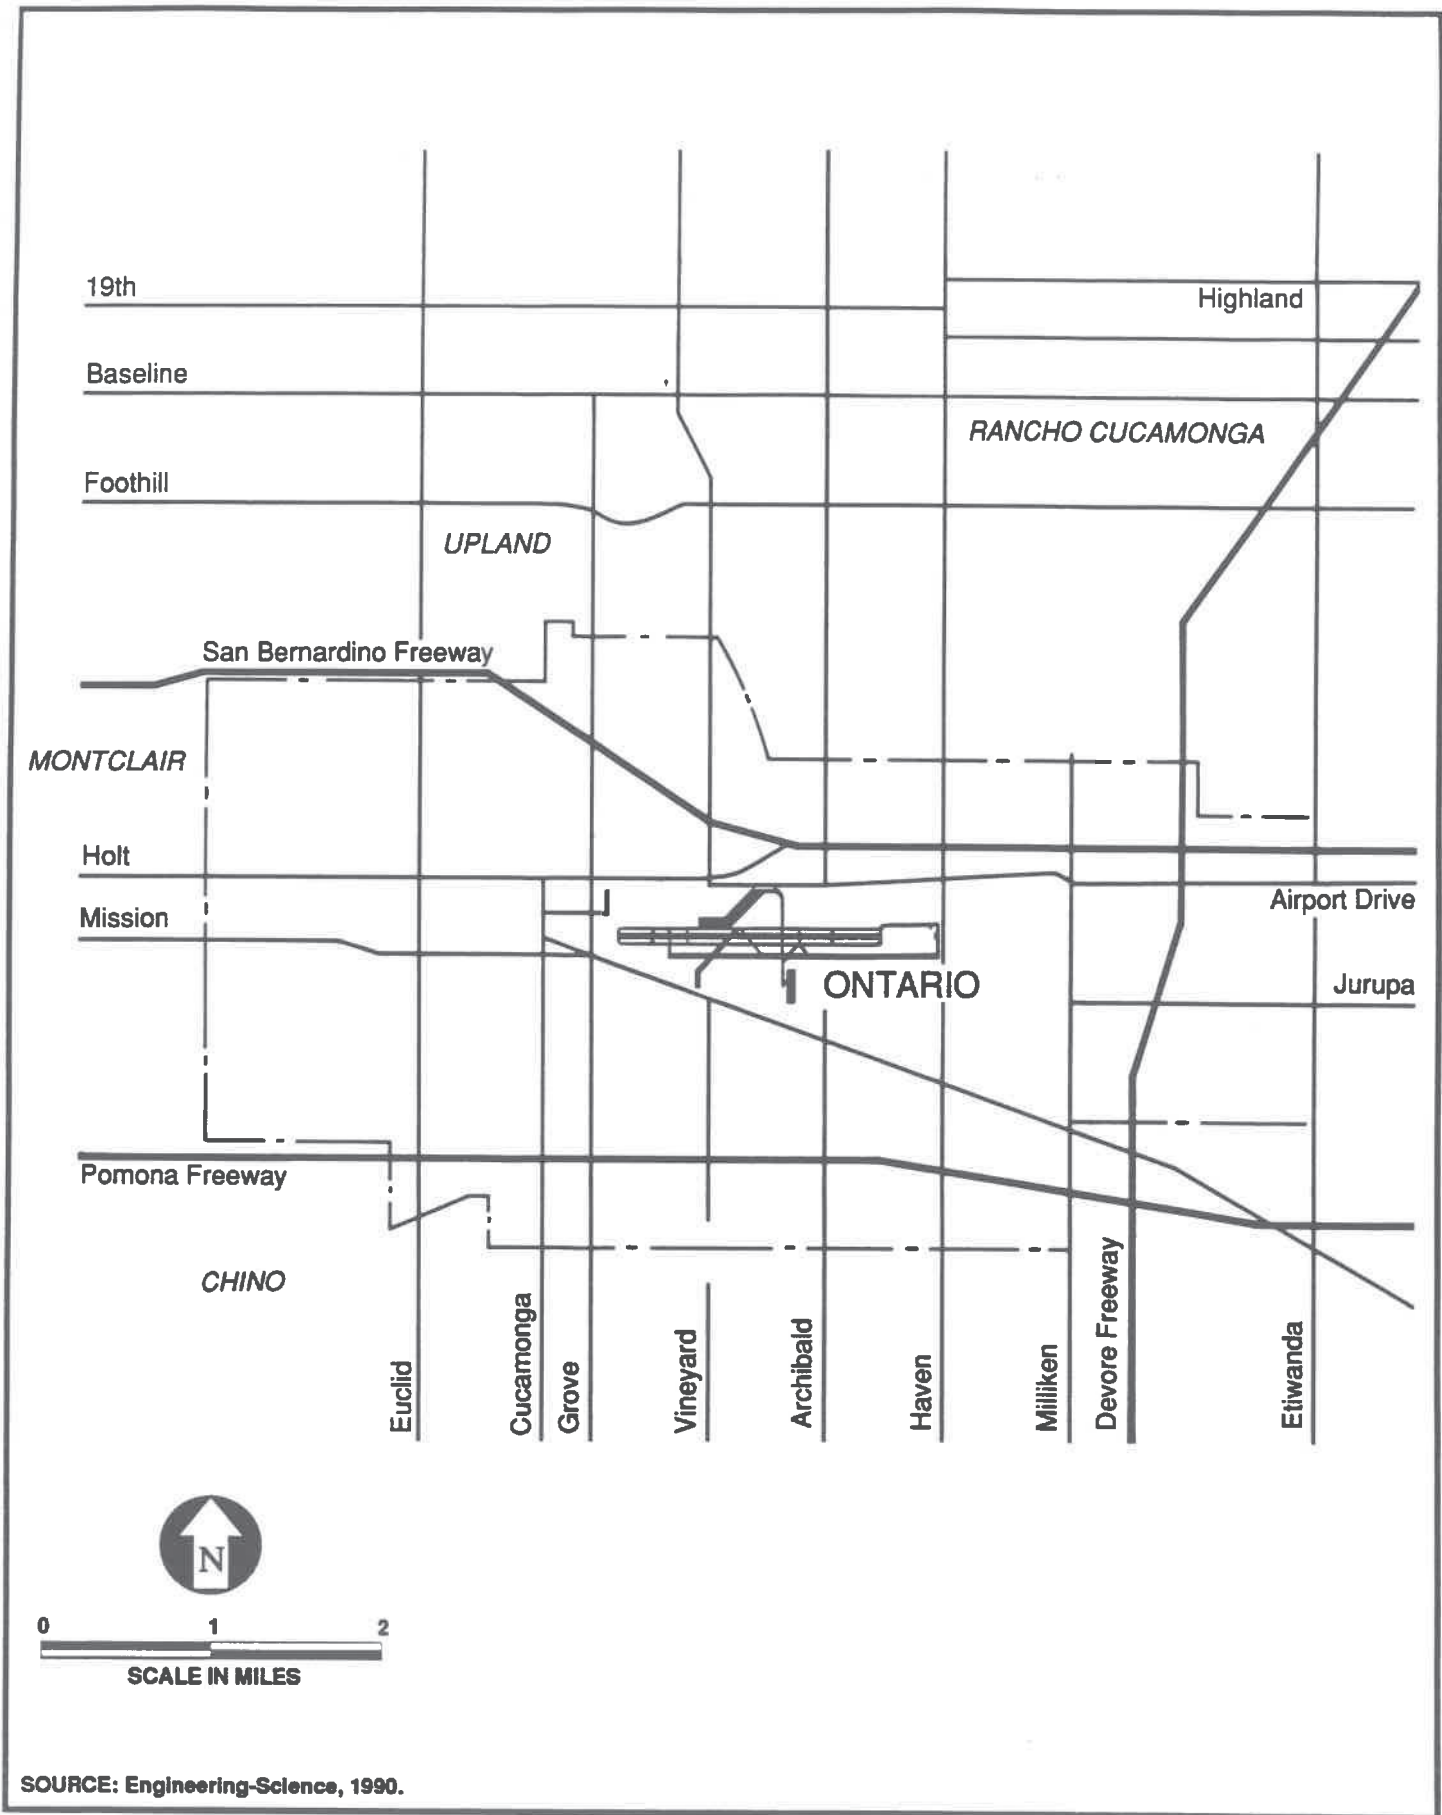 19th
Highland
Baseline
RANCHO CUCAMONGA
Foothill
UPLAND
San Bernardino Freeway
MONTCLAIR
Holt
Airport Drive
Mission
ONTARIO
Jurupa
Pomona Freeway
CHINO
Euclid
Cucamonga
Grove
Vineyard
Archibald
Haven
Milliken
Devore Freeway
Etiwanda
N
0 1 2
SCALE IN MILES
SOURCE: Engineering-Science, 1990.